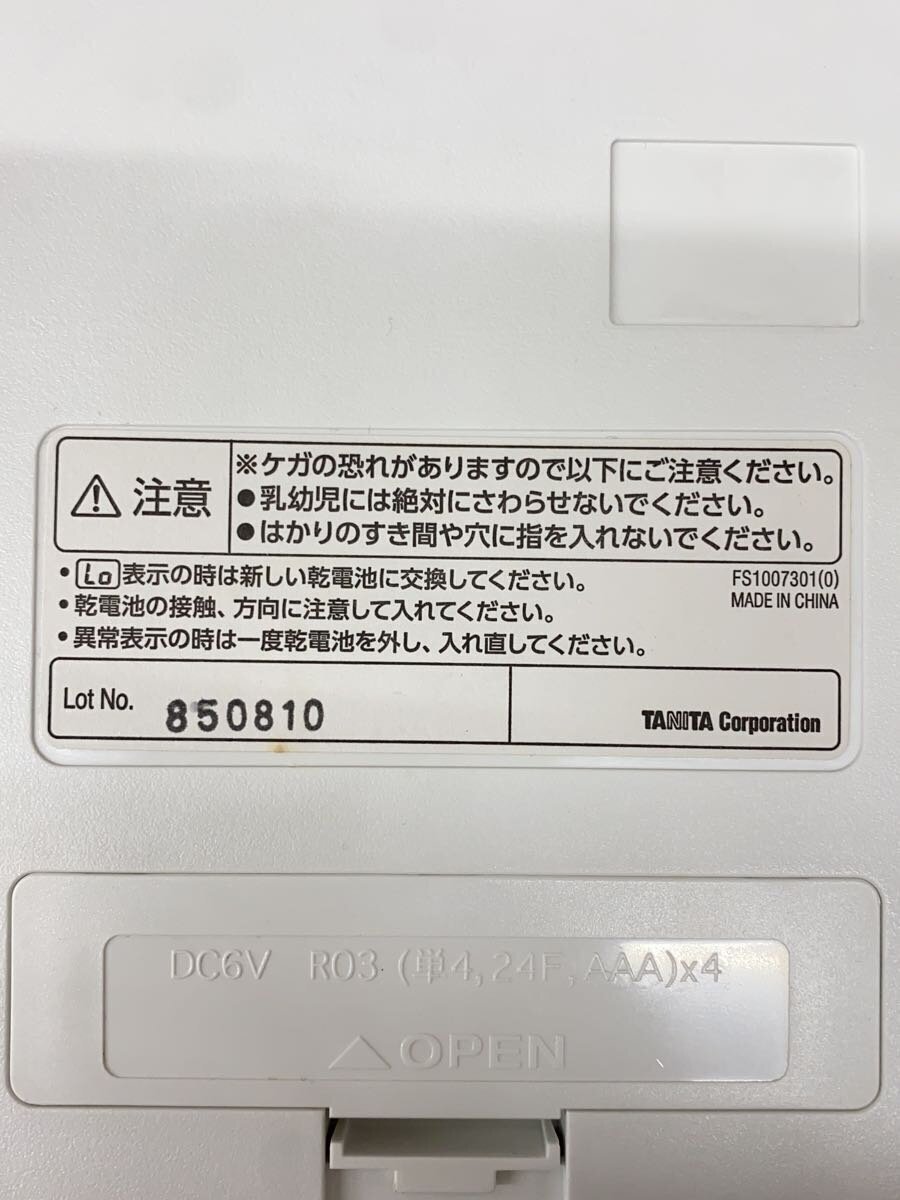 注意
※ケガの恐れがありますので以下にご注意ください。
●乳幼児には絶対にさわらせないでください。
●はかりのすき間や穴に指を入れないでください。
・Lo表示の時は新しい乾電池に交換してください。
・乾電池の接触、方向に注意して入れてください。
・異常表示の時は一度乾電池を外し、入れ直してください。
FS1007301(0)
MADE IN CHINA
Lot No. 850810
TANITA Corporation
DC6V R03 (単4,24F,AAA)x4
△OPEN